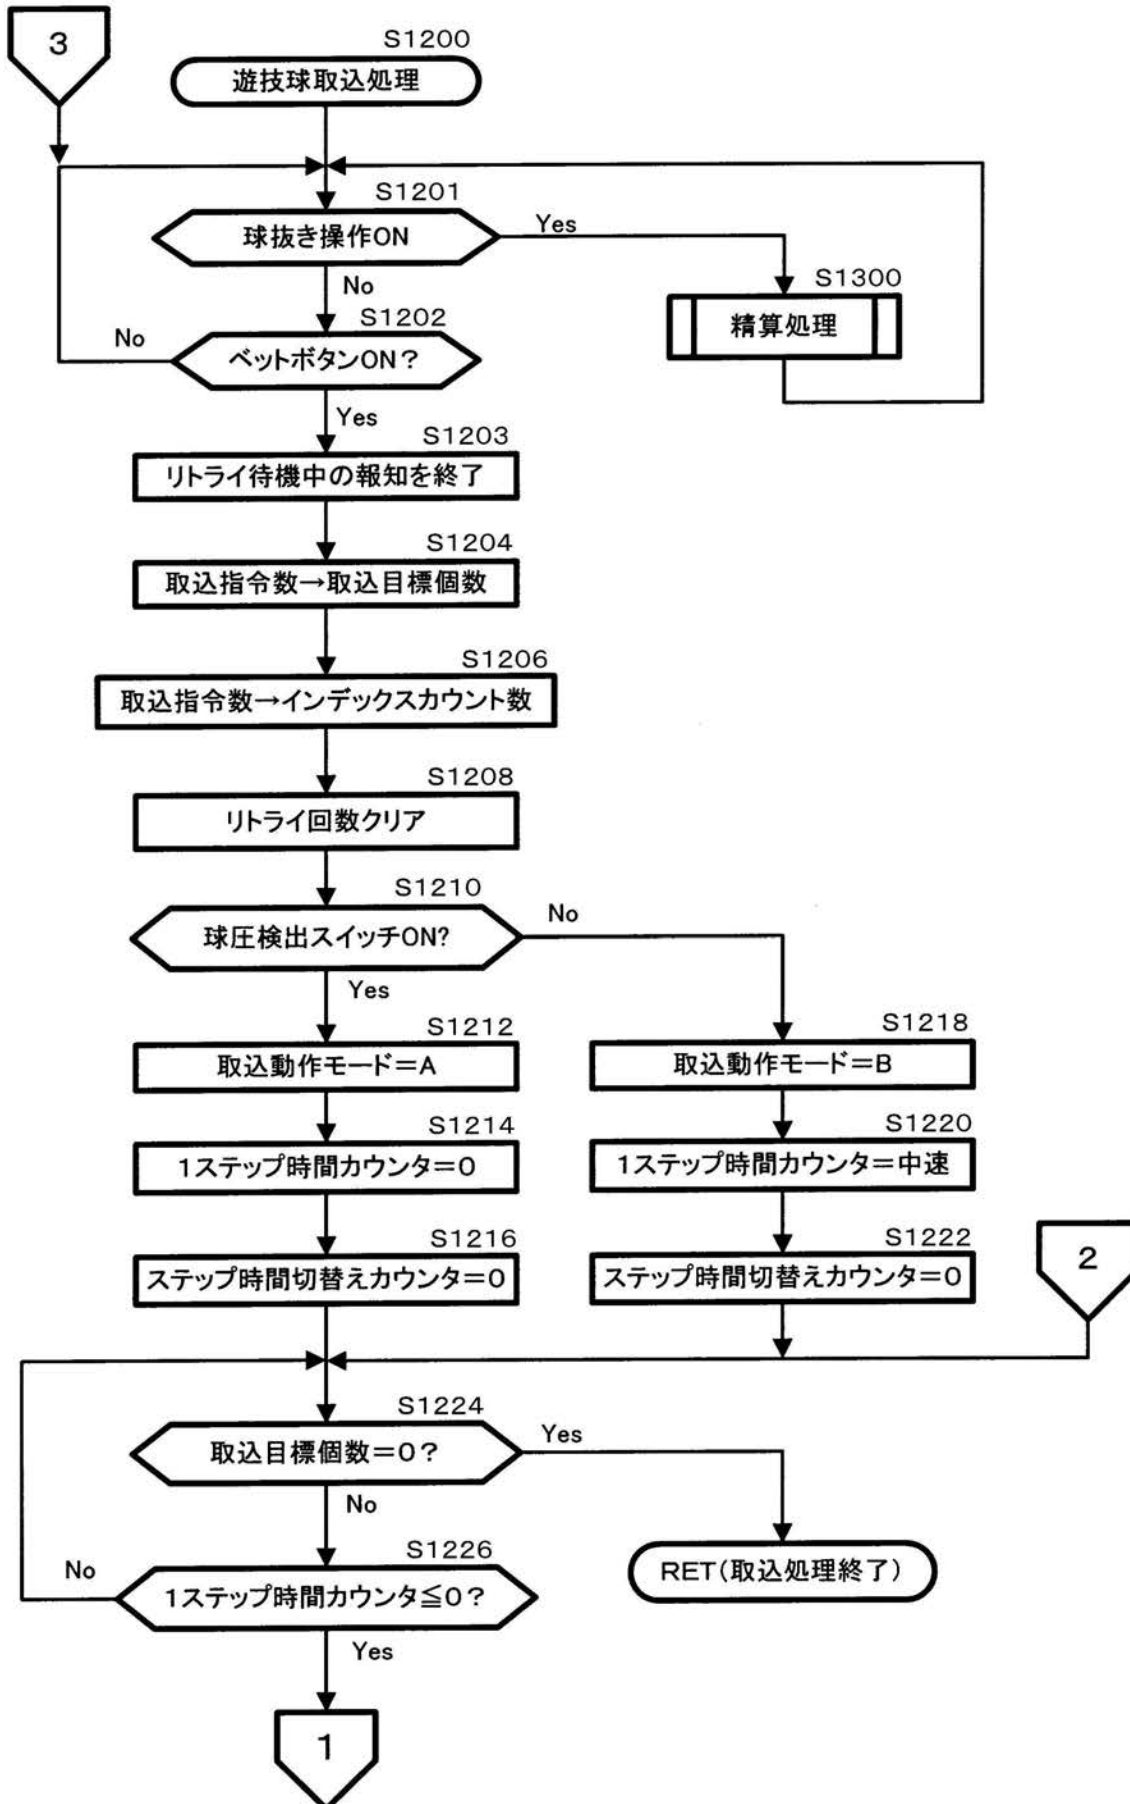 3
S1200
遊技球取込処理
S1201
球抜き操作ON
Yes
No
S1300
精算処理
S1202
ベットボタンON?
No
Yes
S1203
リトライ待機中の報知を終了
S1204
取込指令数→取込目標個数
S1206
取込指令数→インデックスカウント数
S1208
リトライ回数クリア
S1210
球圧検出スイッチON?
No
Yes
S1212
取込動作モード=A
S1218
取込動作モード=B
S1214
1ステップ時間カウンタ=0
S1220
1ステップ時間カウンタ=中速
S1216
ステップ時間切替えカウンタ=0
S1222
ステップ時間切替えカウンタ=0
2
S1224
取込目標個数=0?
Yes
No
S1226
1ステップ時間カウンタ≦0?
No
RET(取込処理終了)
Yes
1